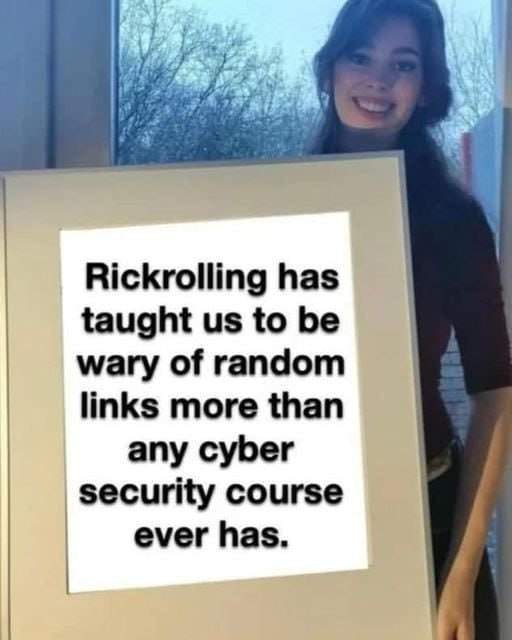 Rickrolling has
taught us to be
wary of random
links more than
any cyber
security course
ever has.